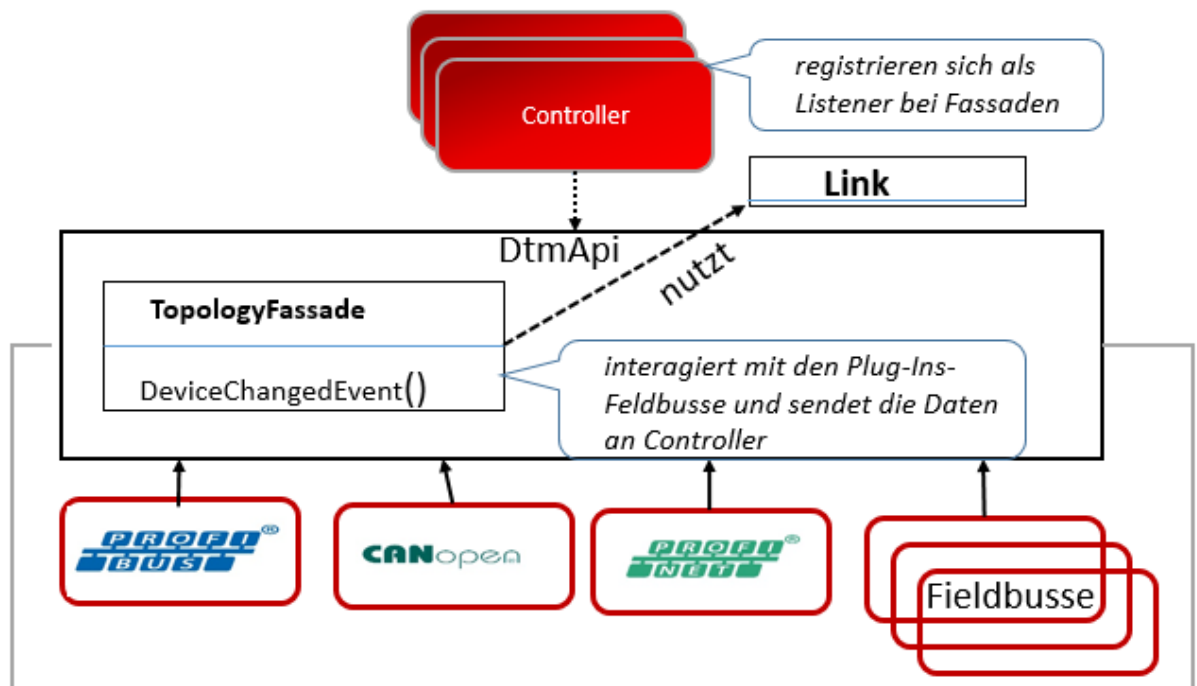 Controller
registrieren sich als
Listener bei Fassaden
Link
DtmApi
nutzt
TopologyFassade
DeviceChangedEvent()
interagiert mit den Plug-Ins-
Feldbusse und sendet die Daten
an Controller
PROFI®
BUS
CANopen
PROFI®
NET
Fieldbusse